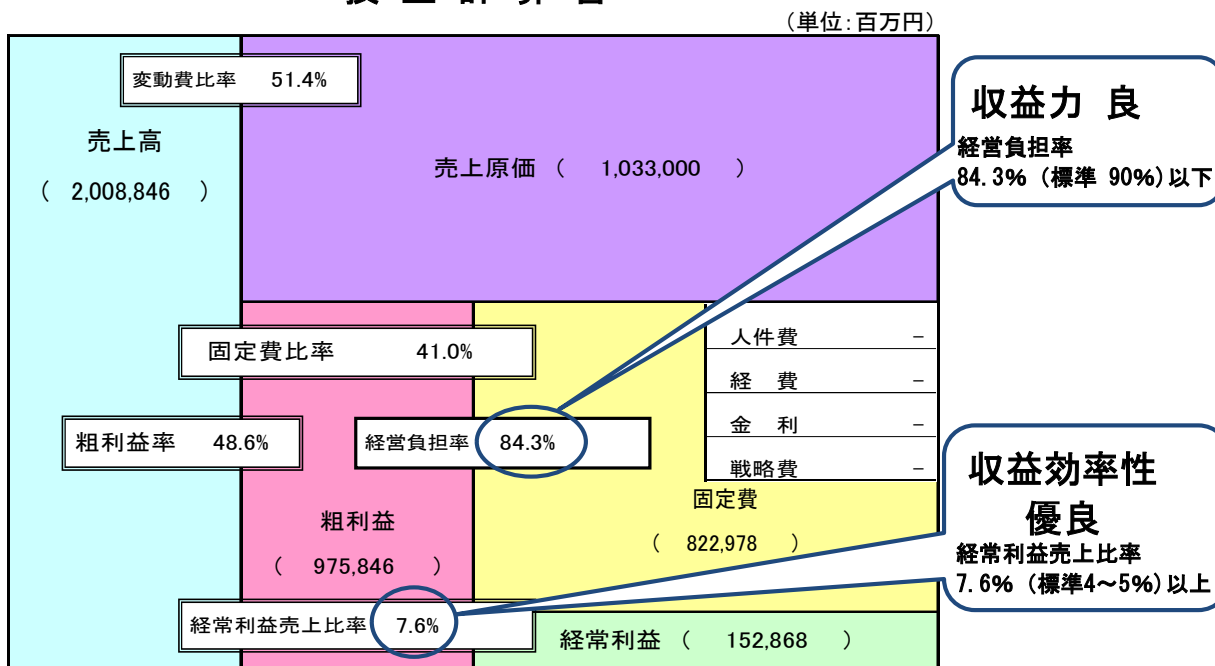 （単位：百万円）
変動費比率 51.4%
売上高
（ 2,008,846 ）
売上原価 （ 1,033,000 ）
収益力 良
経営負担率
84.3% (標準 90%)以下
固定費比率 41.0%
人件費 －
経 費 －
金 利 －
戦略費 －
粗利益率 48.6%
経営負担率 84.3%
固定費
（ 822,978 ）
粗利益
（ 975,846 ）
収益効率性
優良
経常利益売上比率
7.6% (標準4～5%)以上
経常利益売上比率 7.6%
経常利益 （ 152,868 ）